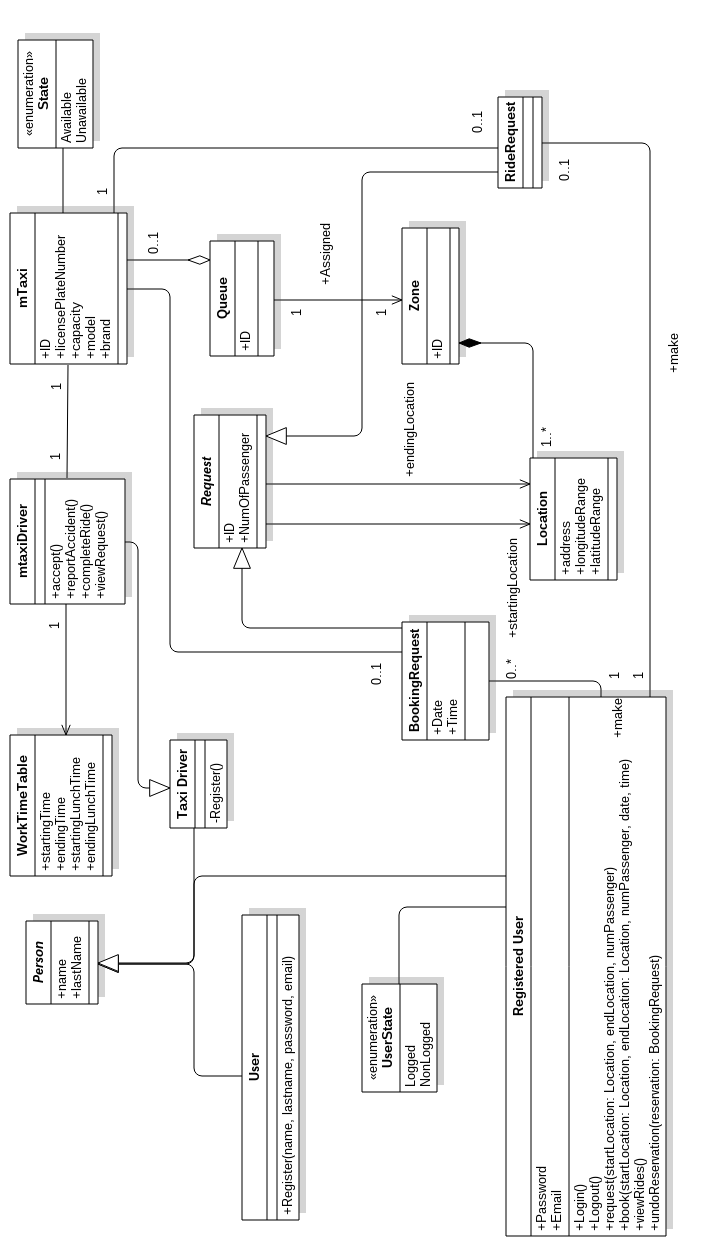 «enumeration»
State
Available
Unavailable
mTaxi
+ID
+licensePlateNumber
+capacity
+model
+brand
1
0..1
1
Queue
+ID
+Assigned
1
1
Zone
+ID
0..1
RideRequest
0..1
+make
1
mtaxiDriver
+accept()
+reportAccident()
+completeRide()
+viewRequest()
1
Request
+ID
+NumOfPassenger
+endingLocation
1..*
Location
+address
+longitudeRange
+latitudeRange
+startingLocation
WorkTimeTable
+startingTime
+endingTime
+startingLunchTime
+endingLunchTime
Taxi Driver
-Register()
0..1
BookingRequest
+Date
+Time
0..*
1
1
+make
Person
+name
+lastName
User
+Register(name, lastname, password, email)
«enumeration»
UserState
Logged
NonLogged
Registered User
+Password
+Email
+Login()
+Logout()
+request(startLocation: Location, endLocation, numPassenger)
+book(startLocation: Location, endLocation: Location, numPassenger, date, time)
+viewRides()
+undoReservation(reservation: BookingRequest)